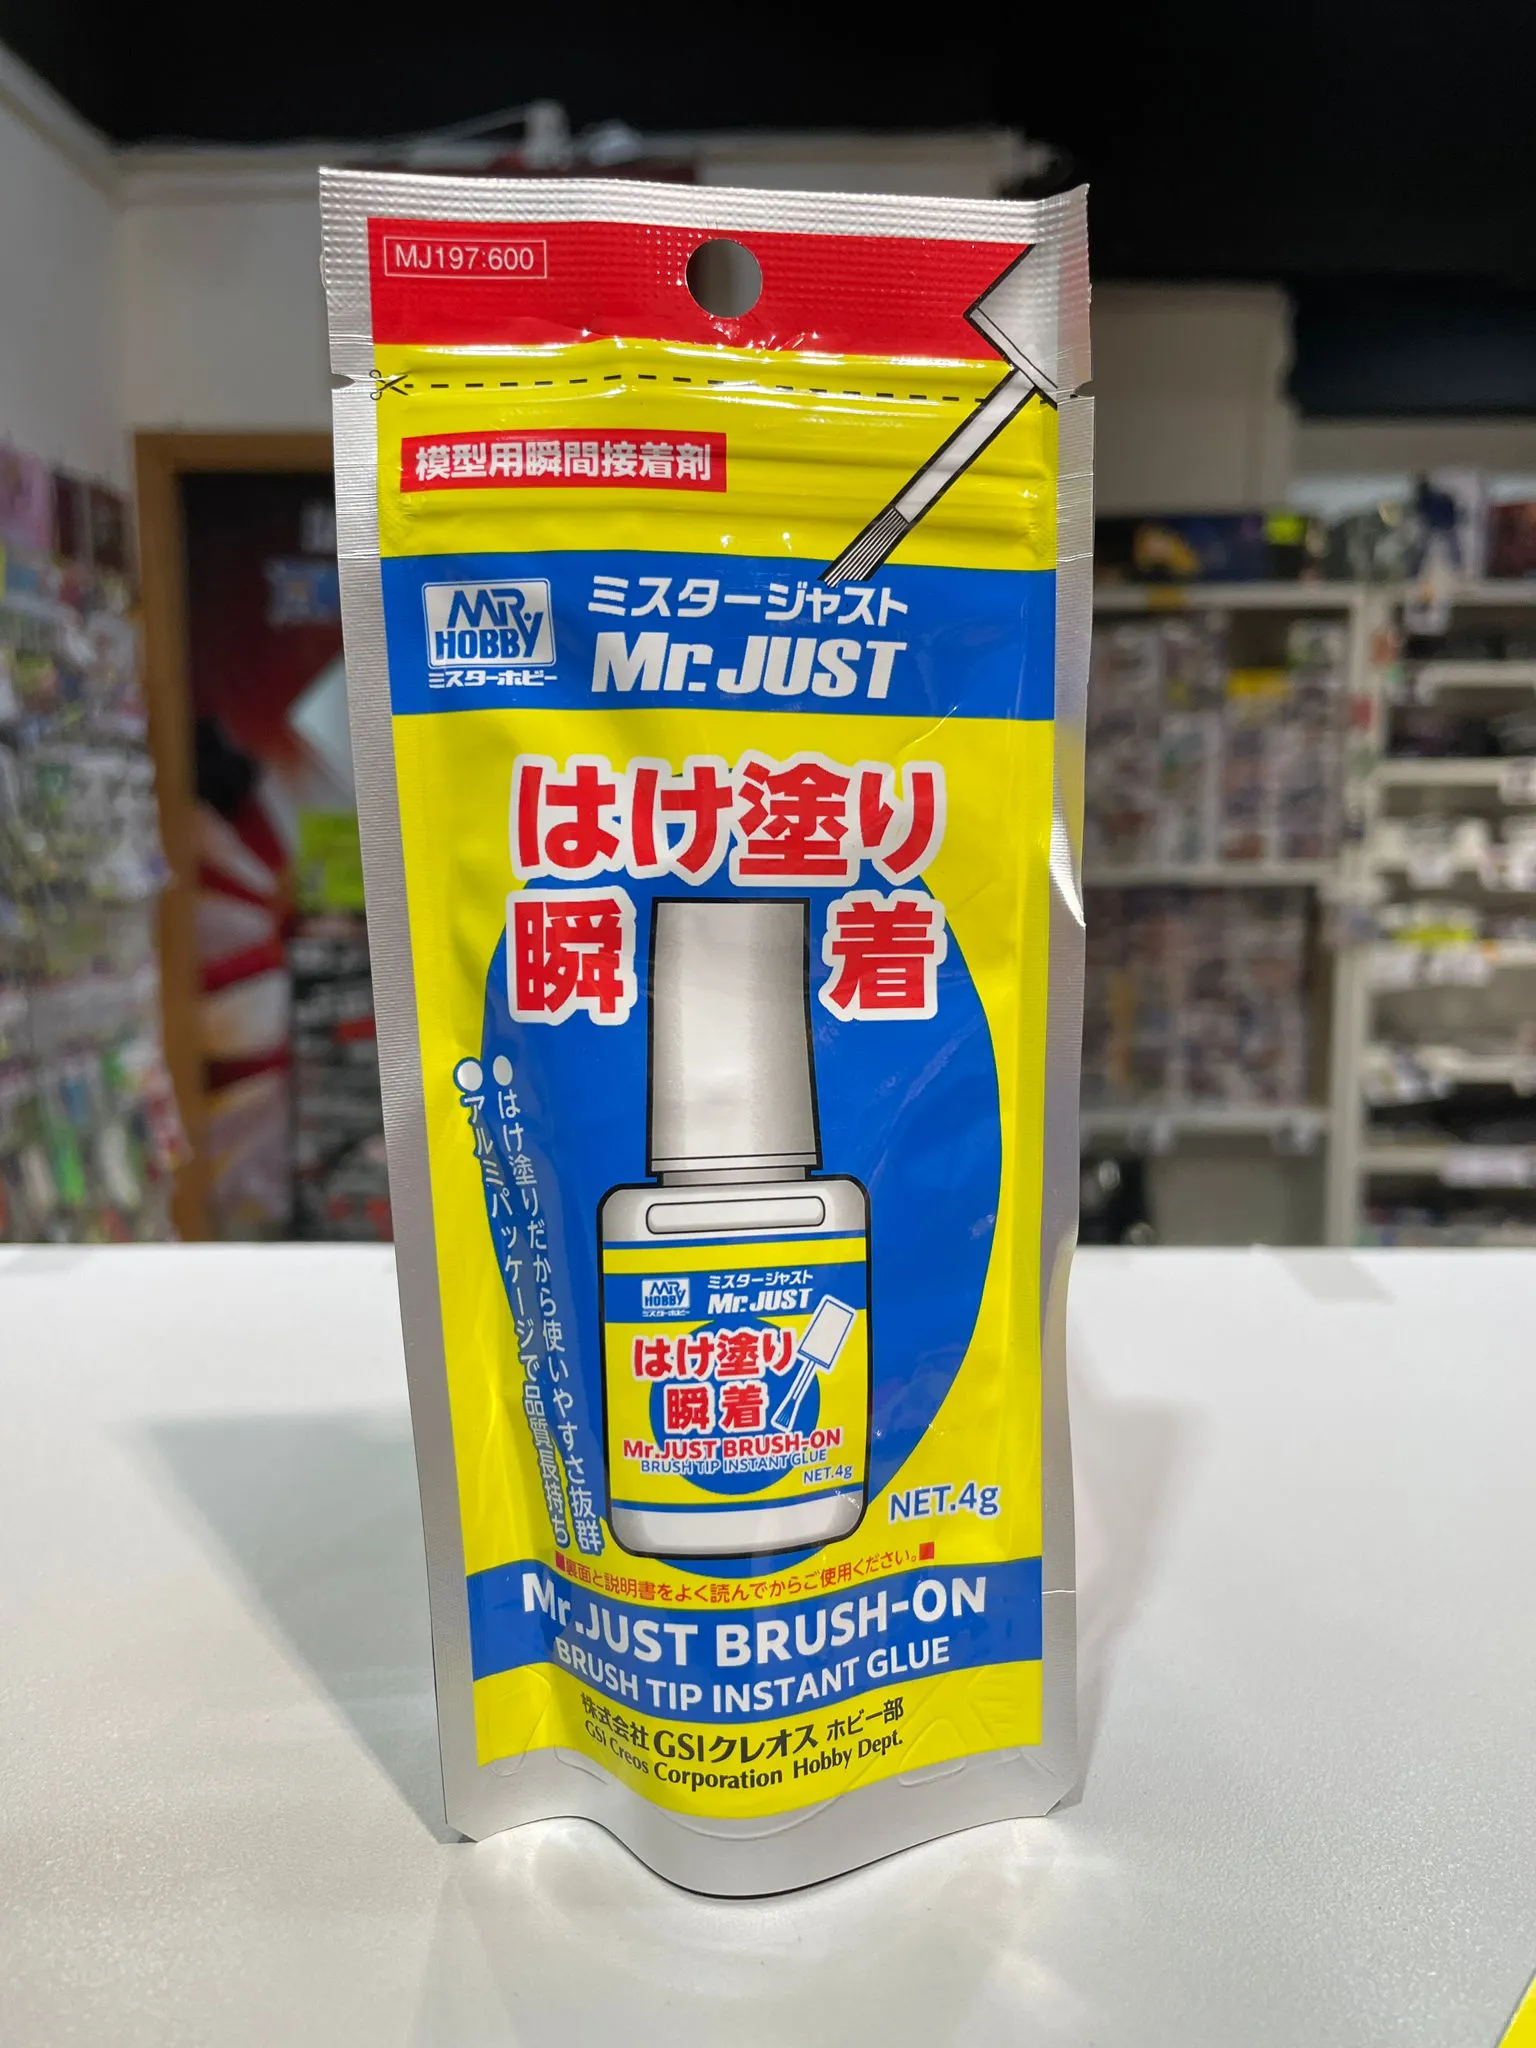 MJ197:600
模型用瞬間接着剤
MR.HOBBY
ミスターホビー
ミスタージャスト
Mr.JUST
はけ塗り
瞬着
●はけ塗りだから使いやすさ抜群
●アルミパッケージで品質長持ち
MR.HOBBY
ミスターホビー
ミスタージャスト
Mr.JUST
はけ塗り
瞬着
Mr.JUST BRUSH-ON
BRUSH TIP INSTANT GLUE
NET.4g
NET.4g
■裏面と説明書をよく読んでからご使用ください。■
Mr.JUST BRUSH-ON
BRUSH TIP INSTANT GLUE
株式会社GSIクレオス ホビー部
GSI Creos Corporation Hobby Dept.